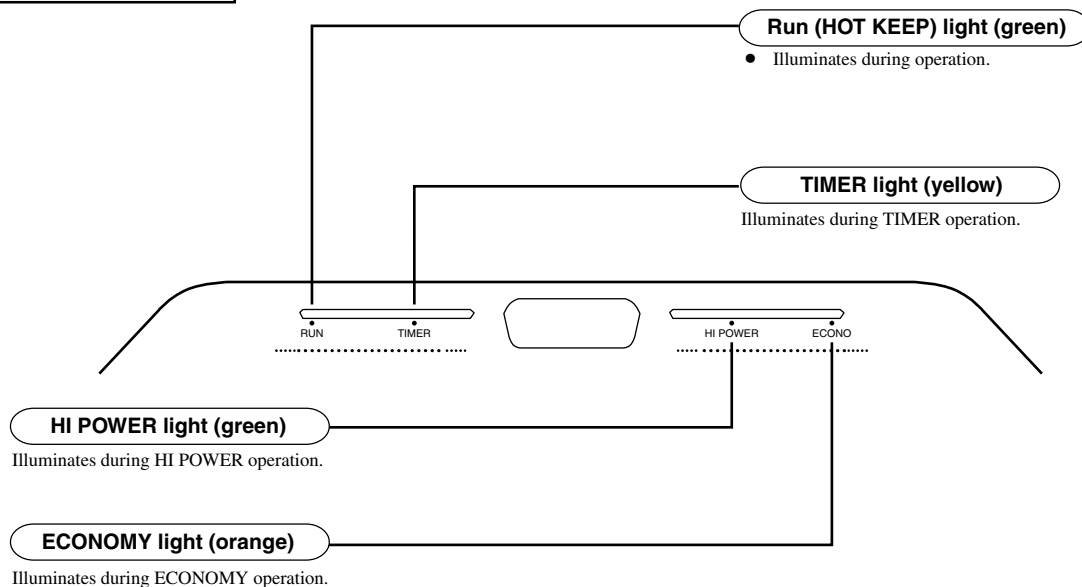 Run (HOT KEEP) light (green)
● Illuminates during operation.
TIMER light (yellow)
Illuminates during TIMER operation.
RUN TIMER HI POWER ECONO
HI POWER light (green)
Illuminates during HI POWER operation.
ECONOMY light (orange)
Illuminates during ECONOMY operation.